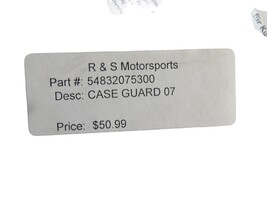 R & S Motorsports
Part #: 54832075300
Desc: CASE GUARD 07
Price: $50.99